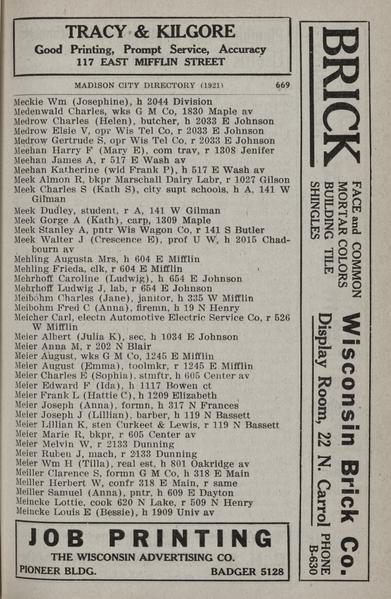 TRACY & KILGORE
Good Printing, Prompt Service, Accuracy
117 EAST MIFFLIN STREET
MADISON CITY DIRECTORY (1921) 669
Meckie Wm (Josephine), h 2044 Division
Medenwald Charles, wks G M Co, 1830 Maple av
Medrow Charles (Helen), butcher, h 2033 E Johnson
Medrow Elsie V, opr Wis Tel Co, r 2033 E Johnson
Medrow Gertrude S, opr Wis Tel Co, r 2033 E Johnson
Meehan Harry F (Mary E), com trav, r 1308 Jenifer
Meehan James A, r 517 E Wash av
Meehan Katherine (wid Frank P), h 517 E Wash av
Meek Almon R, bkpr Marschall Dairy Labr, r 1027 Gilson
Meek Charles S (Kath S), city supt schools, h A, 141 W
Gilman
Meek Dudley, student, r A, 141 W Gilman
Meek Gorge A (Kath), carp, 1309 Maple
Meek Stanley A, pntr Wis Wagon Co, r 141 S Butler
Meek Walter J (Crescence E), prof U W, h 2015 Chad-
bourn av
Mehling Augusta Mrs, h 604 E Mifflin
Mehling Frieda, clk, r 604 E Mifflin
Mehrhoff Caroline (Ludwig), h 654 E Johnson
Mehrhoff Ludwig J, lab, r 654 E Johnson
Meibohm Charles (Jane), janitor, h 335 W Mifflin
Meibohm Fred C (Anna), firemn, h 19 N Henry
Meicher Carl, electn Automotive Electric Service Co, r 526
W Mifflin
Meier Albert (Julia K), sec, h 1034 E Johnson
Meier Anna M, r 202 N Blair
Meier August, wks G M Co, 1245 E Mifflin
Meier August (Emma), toolmkr, r 1245 E Mifflin
Meier Charles E (Sophia), stmftr, h 605 Center av
Meier Edward F (Ida), h 1117 Bowen ct
Meier Frank L (Hattie C), h 1209 Elizabeth
Meier Joseph (Anna), formn, h 317 N Frances
Meier Joseph J (Lillian), barber, h 119 N Bassett
Meier Lillian K, sten Curkeet & Lewis, r 119 N Bassett
Meier Marie R, bkpr, r 605 Center av
Meier Melvin W, r 2133 Dunning
Meier Ruben J, mach, r 2133 Dunning
Meier Wm H (Tilla), real est, h 801 Oakridge av
Meiller Clarence S, formn G M Co, h 318 E Main
Meiller Herbert W, confr 318 E Main, r same
Meiller Samuel (Anna), pntr, h 609 E Dayton
Meincke Lottie, cook 620 N Lake, r 509 N Henry
Meincke Louis E (Bessie), h 1909 Univ av
JOB PRINTING
THE WISCONSIN ADVERTISING CO.
PIONEER BLDG. BADGER 5128
BRICK
FACE and COMMON
MORTAR COLORS
BUILDING TILE
SHINGLES
Wisconsin Brick Co.
Display Room, 22 N. Carrol
PHONE
B-630